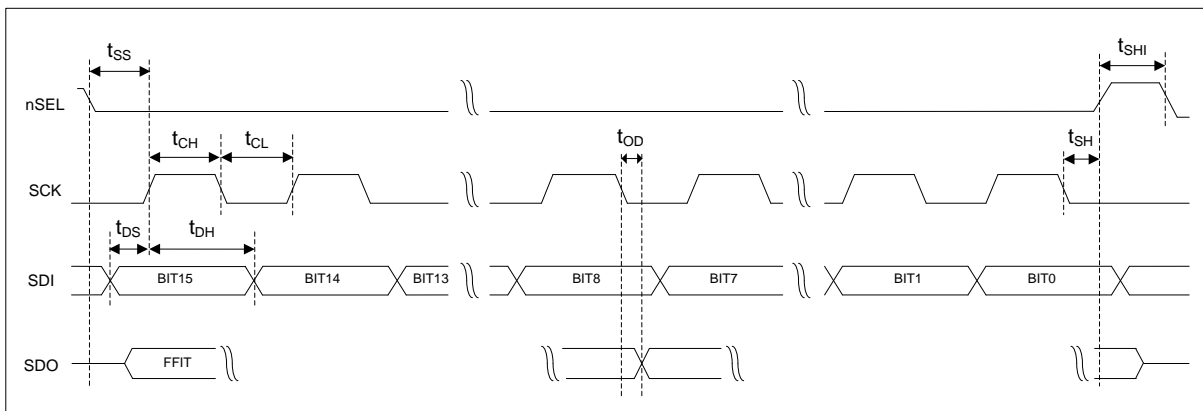 tSS
tSHI
nSEL
tCH
tCL
tOD
tSH
SCK
tDS
tDH
SDI
BIT15
BIT14
BIT13
BIT8
BIT7
BIT1
BIT0
SDO
FFIT